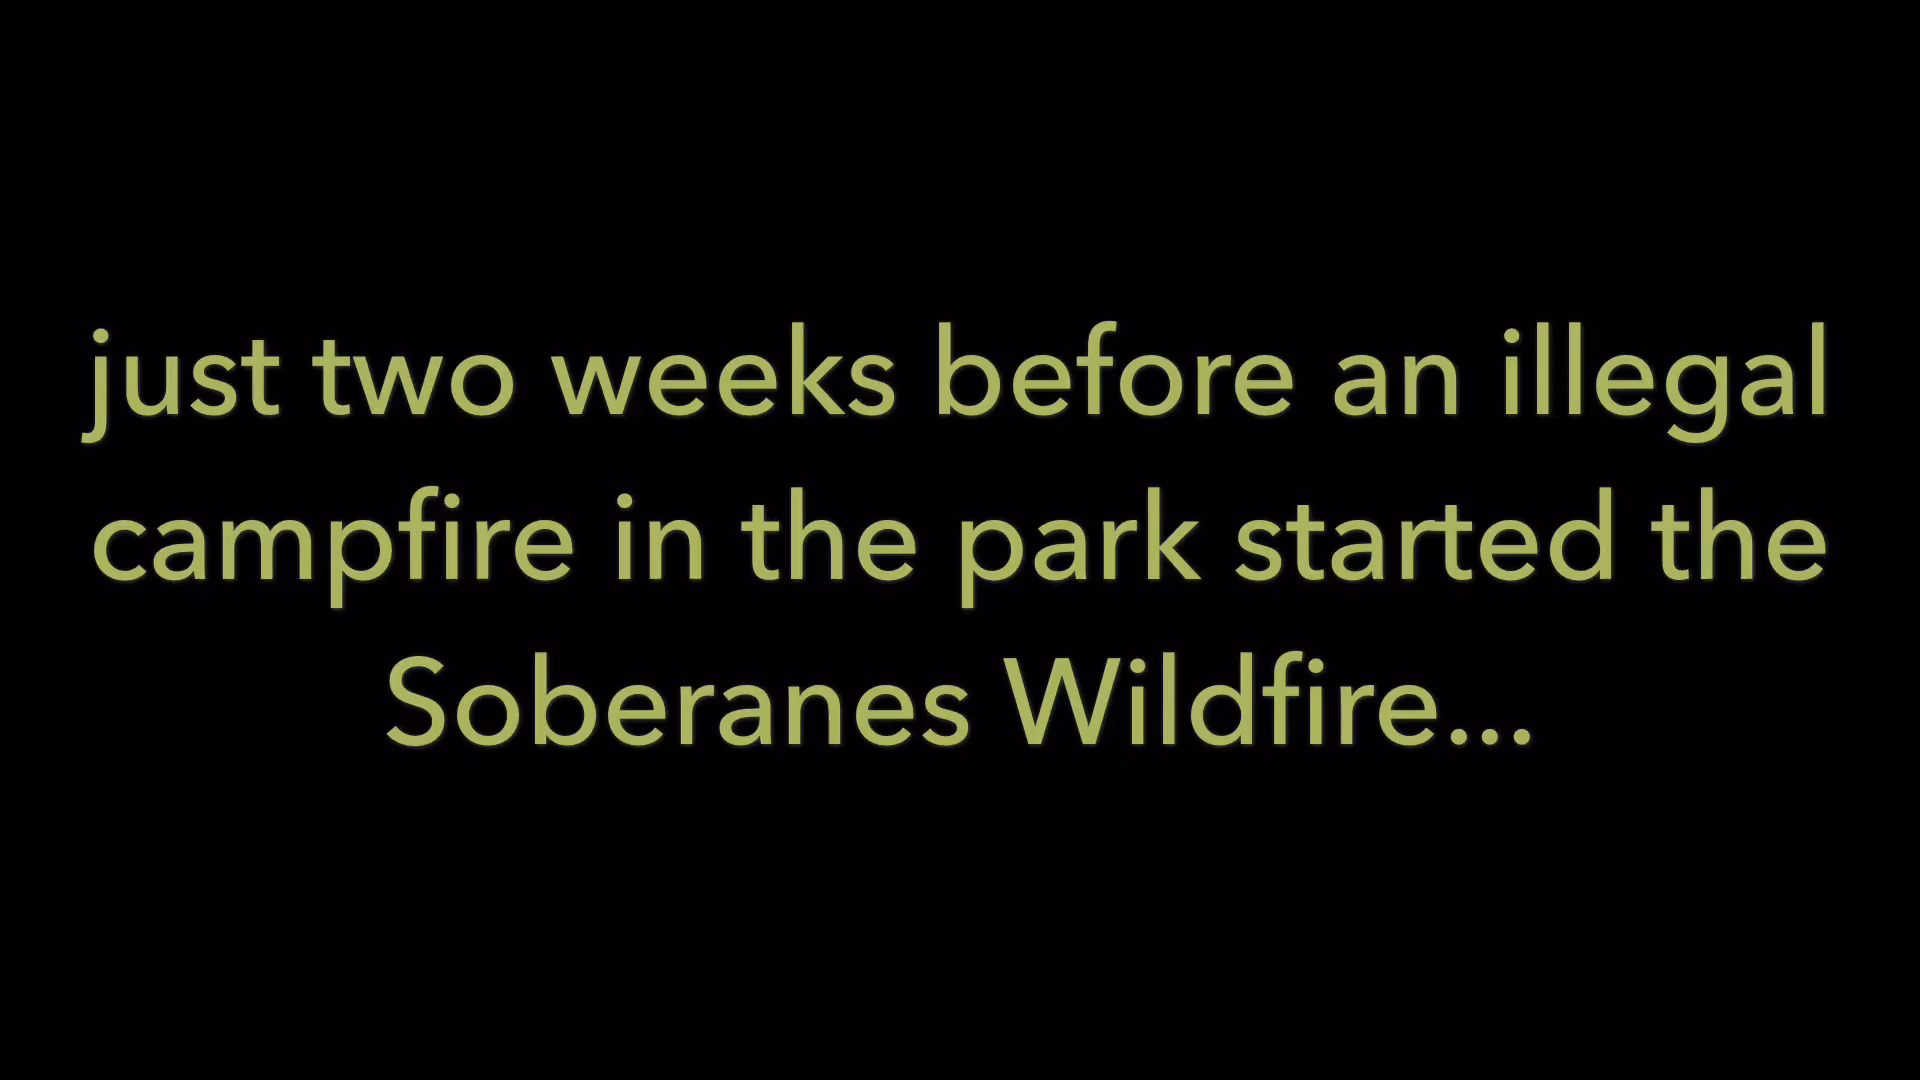 just two weeks before an illegal
campfire in the park started the
Soberanes Wildfire...